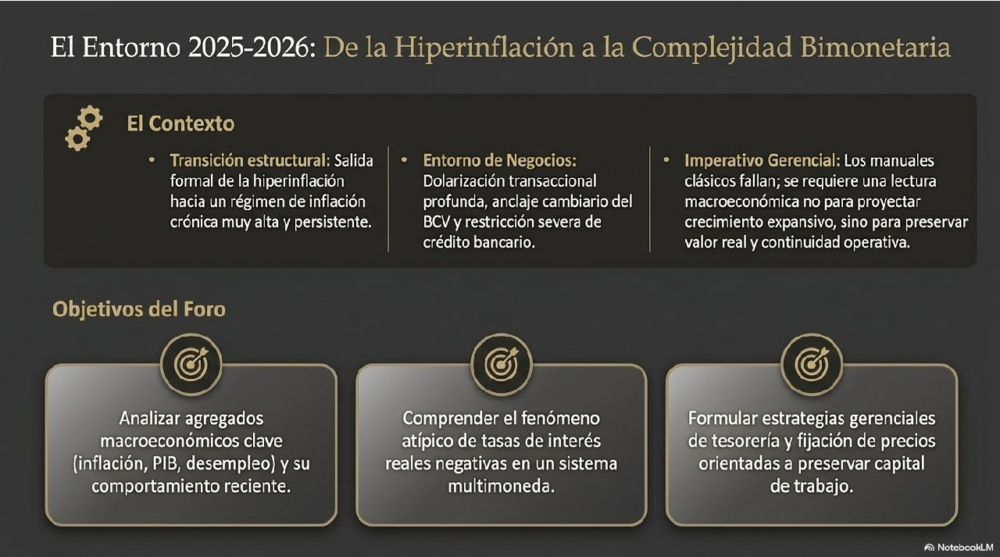 El Entorno 2025-2026: De la Hiperinflación a la Complejidad Bimonetaria
El Contexto
• Transición estructural: Salida
formal de la hiperinflación
hacia un régimen de inflación
crónica muy alta y persistente.
• Entorno de Negocios:
Dolarización transaccional
profunda, anclaje cambiario del
BCV y restricción severa de
crédito bancario.
• Imperativo Gerencial: Los manuales
clásicos fallan; se requiere una lectura
macroeconómica no para proyectar
crecimiento expansivo, sino para preservar
valor real y continuidad operativa.
Objetivos del Foro
Analizar agregados
macroeconómicos clave
(inflación, PIB, desempleo) y su
comportamiento reciente.
Comprender el fenómeno
atípico de tasas de interés
reales negativas en un sistema
multimoneda.
Formular estrategias gerenciales
de tesorería y fijación de precios
orientadas a preservar capital
de trabajo.
NotebookLM